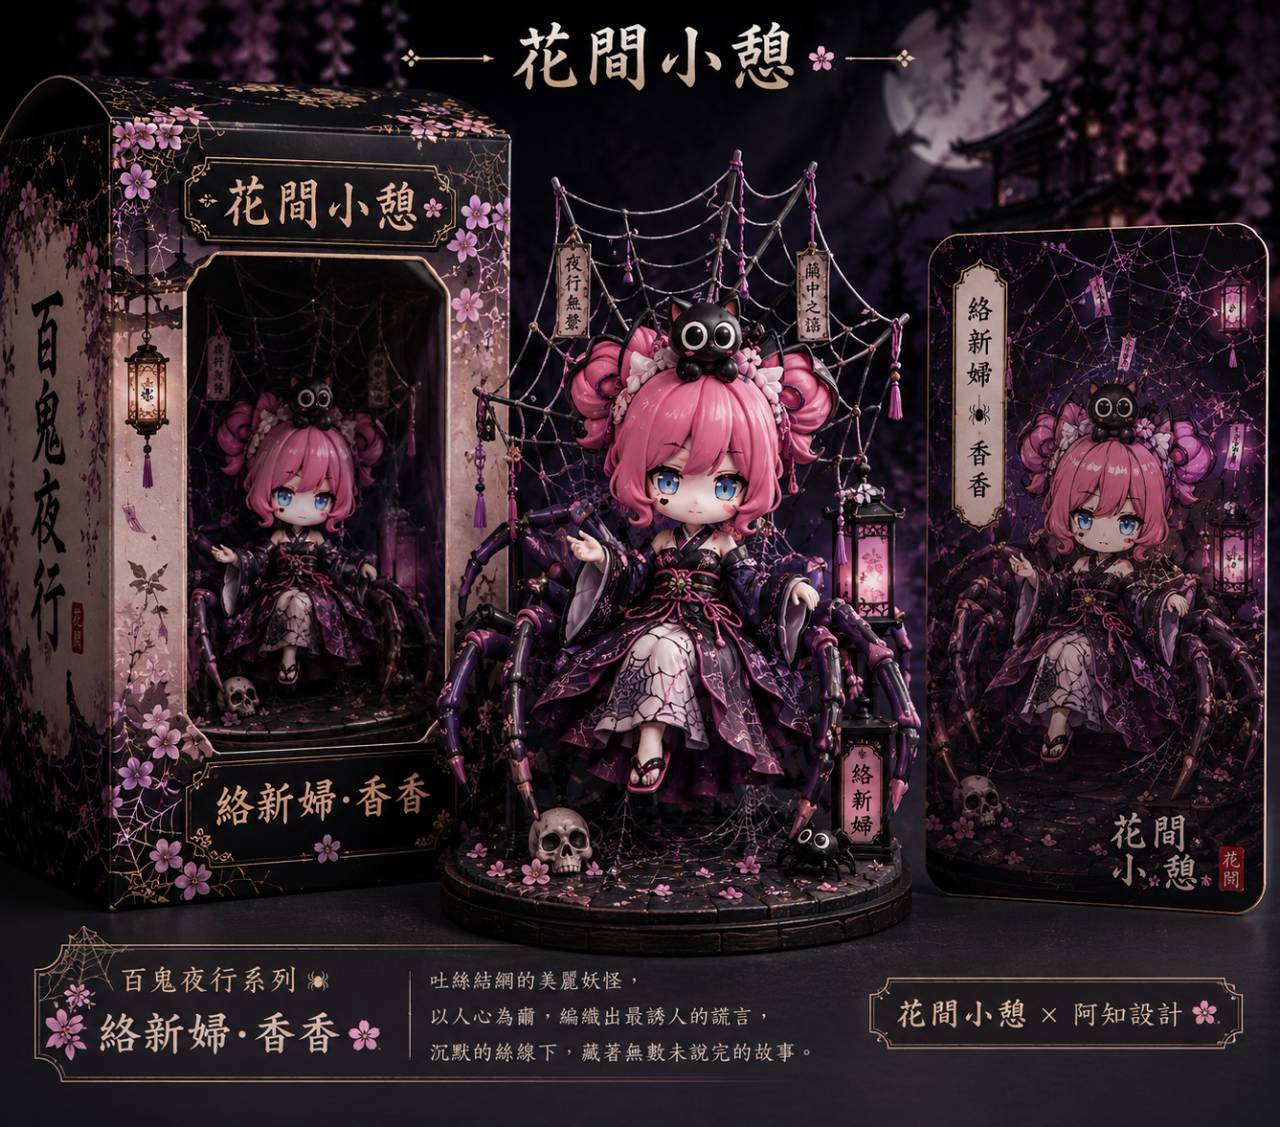 花間小憩
花間小憩
百鬼夜行
絡新婦·香香
夜行無聲
繭中之謊
絡新婦
絡新婦
香香
花間
小憩
花間
百鬼夜行系列
絡新婦·香香
吐絲結網的美麗妖怪，
以人心為繭，編織出最誘人的謊言，
沉默的絲線下，藏著無數未說完的故事。
花間小憩 × 阿知設計